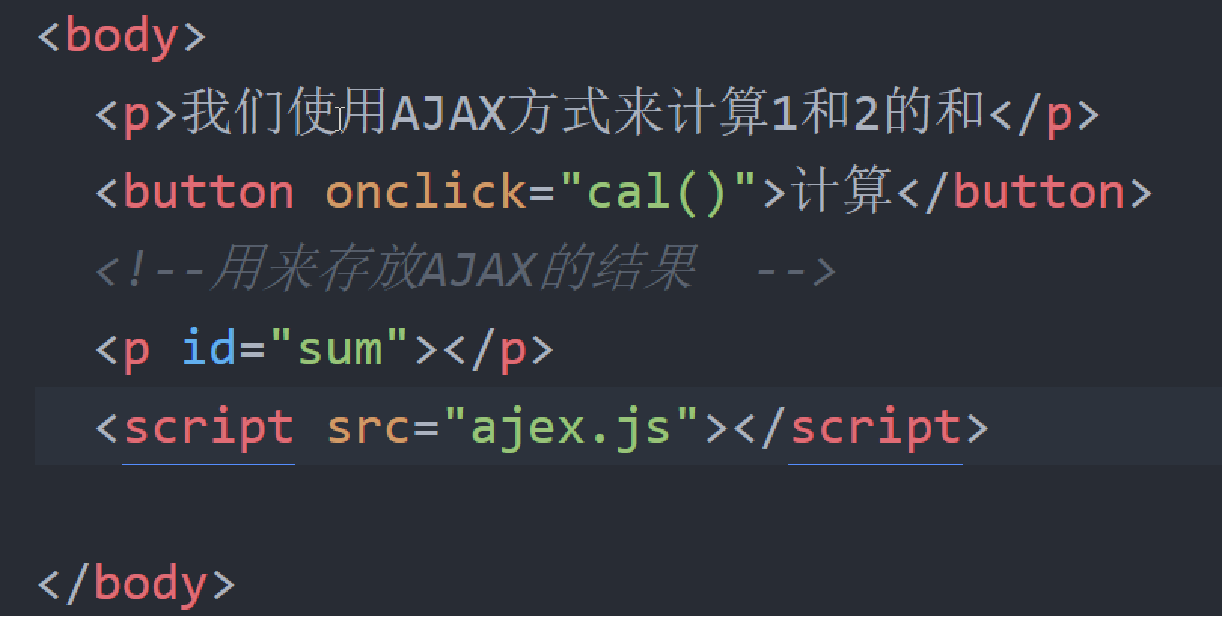 <body>
<p>我们使用AJAX方式来计算1和2的和</p>
<button onclick="cal()">计算</button>
<!--用来存放AJAX的结果  -->
<p id="sum"></p>
<script src="ajex.js"></script>
</body>